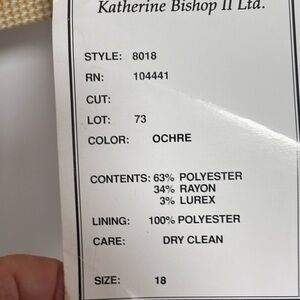 Katherine Bishop II Ltd.
STYLE: 8018
RN: 104441
CUT:
LOT: 73
COLOR: OCHRE
CONTENTS: 63% POLYESTER
34% RAYON
3% LUREX
LINING: 100% POLYESTER
CARE: DRY CLEAN
SIZE: 18